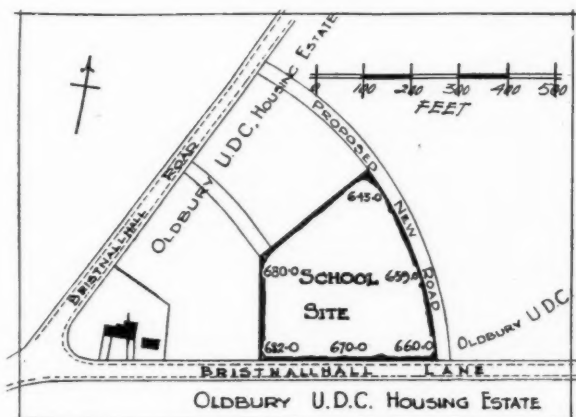 OLDBURY U.D.C. HOUSING ESTATE
BRISTNALLHALL ROAD
0 100 200 300 400 500
FEET
PROPOSED NEW ROAD
643·0
680·0
SCHOOL
SITE
659·0
682·0 670·0 660·0
OLDBURY U.D.C.
BRISTNALLHALL LANE
OLDBURY U.D.C. HOUSING ESTATE